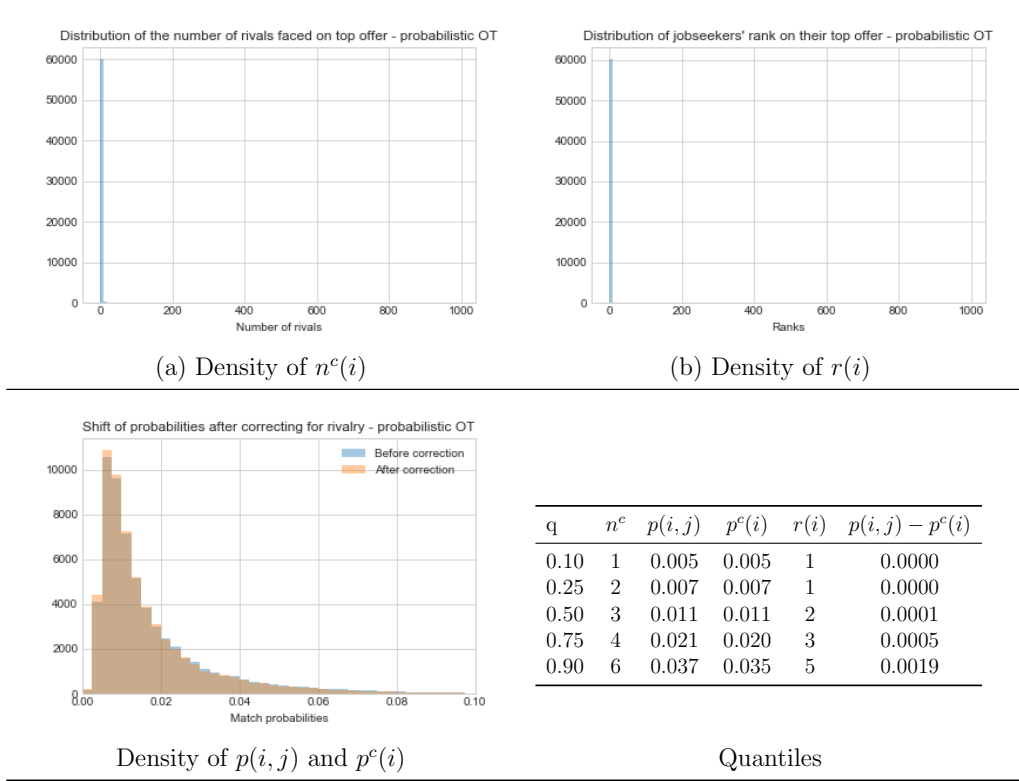 Distribution of the number of rivals faced on top offer - probabilistic OT
60000
50000
40000
30000
20000
10000
0
0 200 400 600 800 1000
Number of rivals
(a) Density of n^c(i)
Distribution of jobseekers' rank on their top offer - probabilistic OT
60000
50000
40000
30000
20000
10000
0
0 200 400 600 800 1000
Ranks
(b) Density of r(i)
Shift of probabilities after correcting for rivalry - probabilistic OT
Before correction
After correction
10000
8000
6000
4000
2000
0
0.00 0.02 0.04 0.06 0.08 0.10
Match probabilities
Density of p(i, j) and p^c(i)
q n^c p(i, j) p^c(i) r(i) p(i, j) − p^c(i)
0.10 1 0.005 0.005 1 0.0000
0.25 2 0.007 0.007 1 0.0000
0.50 3 0.011 0.011 2 0.0001
0.75 4 0.021 0.020 3 0.0005
0.90 6 0.037 0.035 5 0.0019
Quantiles